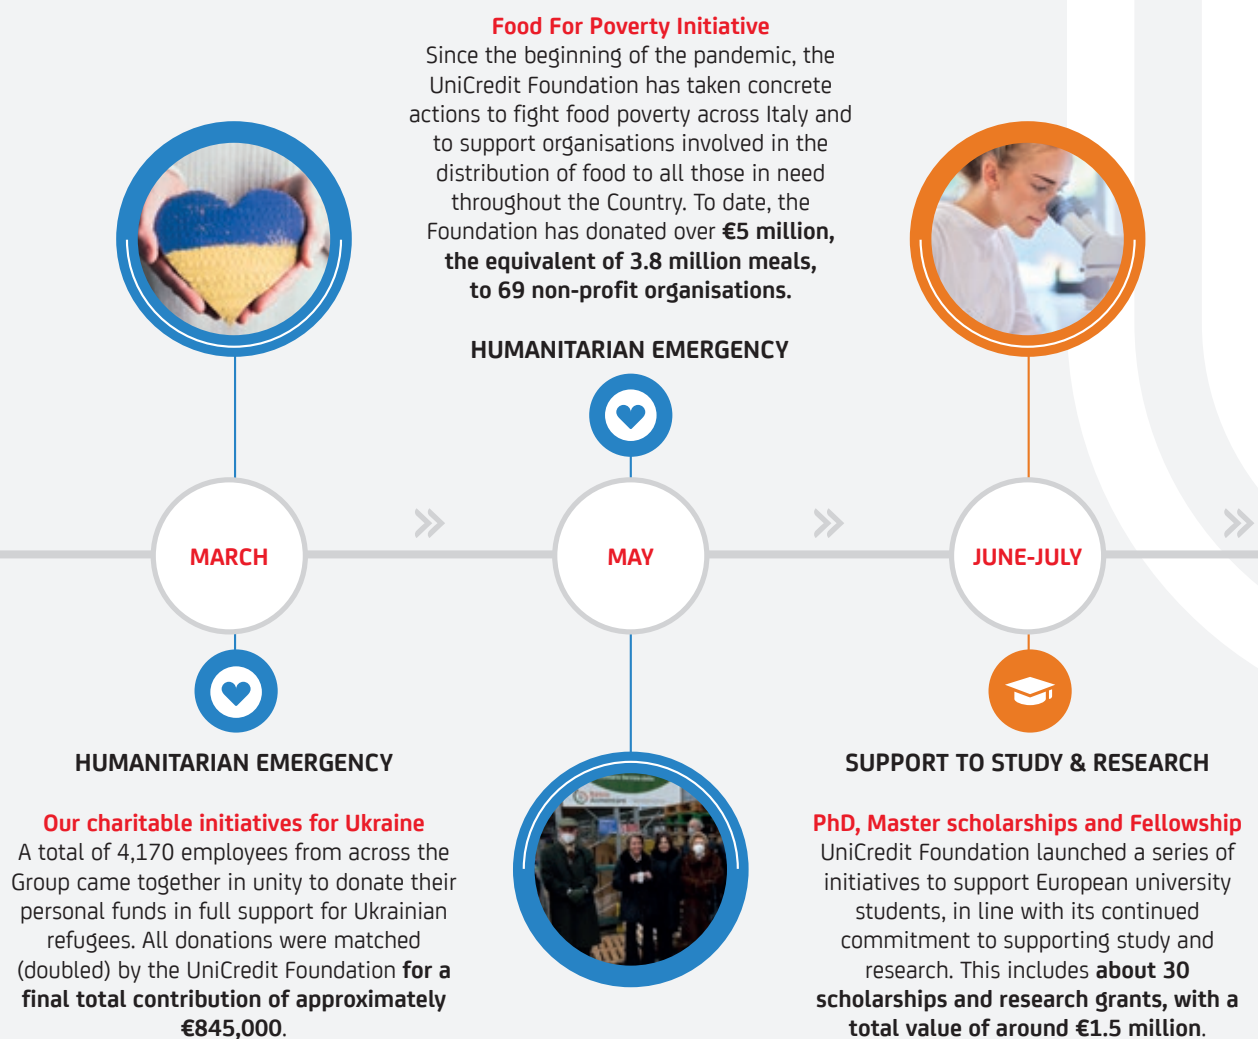 Food For Poverty Initiative
Since the beginning of the pandemic, the
UniCredit Foundation has taken concrete
actions to fight food poverty across Italy and
to support organisations involved in the
distribution of food to all those in need
throughout the Country. To date, the
Foundation has donated over €5 million,
the equivalent of 3.8 million meals,
to 69 non-profit organisations.
HUMANITARIAN EMERGENCY
MARCH
MAY
JUNE-JULY
HUMANITARIAN EMERGENCY
Our charitable initiatives for Ukraine
A total of 4,170 employees from across the
Group came together in unity to donate their
personal funds in full support for Ukrainian
refugees. All donations were matched
(doubled) by the UniCredit Foundation for a
final total contribution of approximately
€845,000.
SUPPORT TO STUDY & RESEARCH
PhD, Master scholarships and Fellowship
UniCredit Foundation launched a series of
initiatives to support European university
students, in line with its continued
commitment to supporting study and
research. This includes about 30
scholarships and research grants, with a
total value of around €1.5 million.